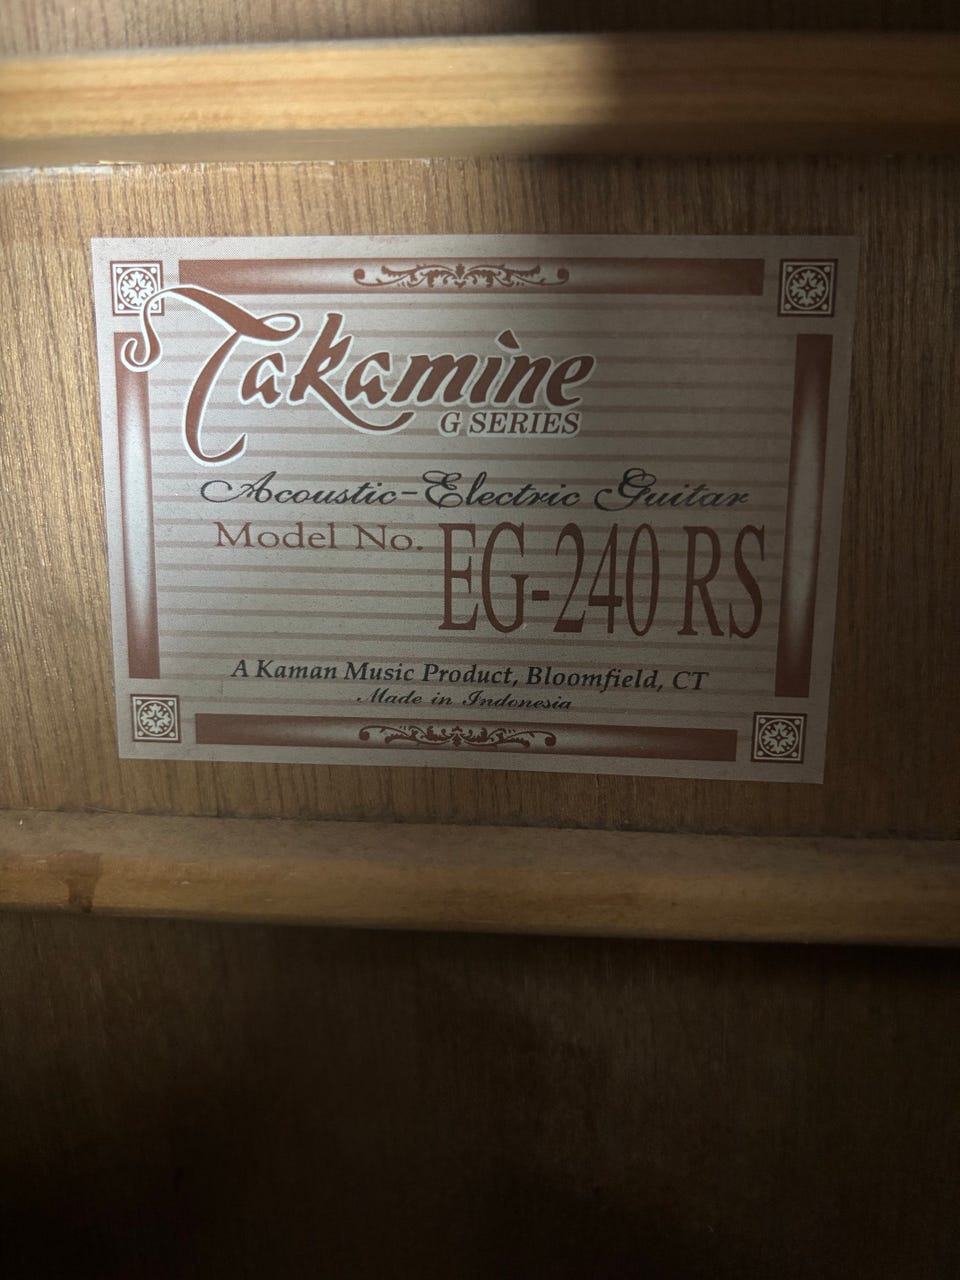 Takamine
G SERIES
Acoustic-Electric Guitar
Model No. EG-240 RS
A Kaman Music Product, Bloomfield, CT
Made in Indonesia